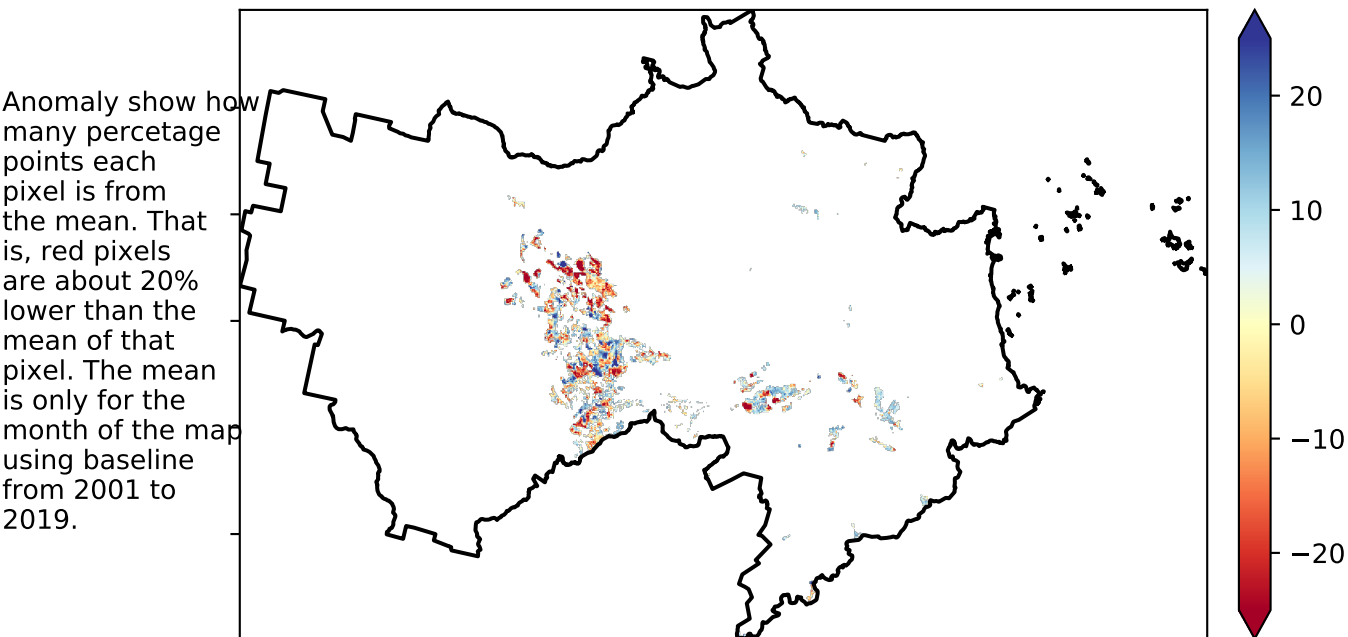 Anomaly show how
many percetage
points each
pixel is from
the mean. That
is, red pixels
are about 20%
lower than the
mean of that
pixel. The mean
is only for the
month of the map
using baseline
from 2001 to
2019.
20
10
0
−10
−20